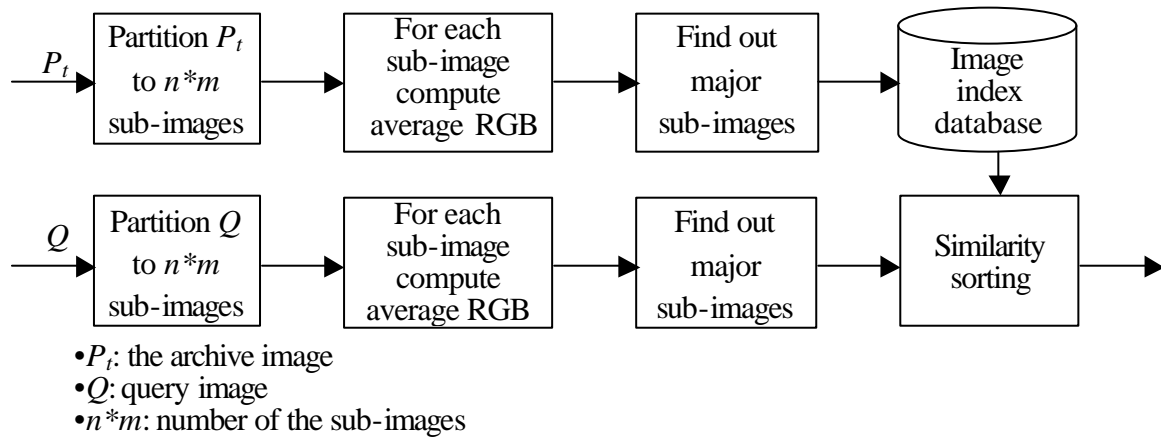 P_t
Partition P_t
to n*m
sub-images
For each
sub-image
compute
average RGB
Find out
major
sub-images
Image
index
database
Q
Partition Q
to n*m
sub-images
For each
sub-image
compute
average RGB
Find out
major
sub-images
Similarity
sorting
•P_t: the archive image
•Q: query image
•n*m: number of the sub-images